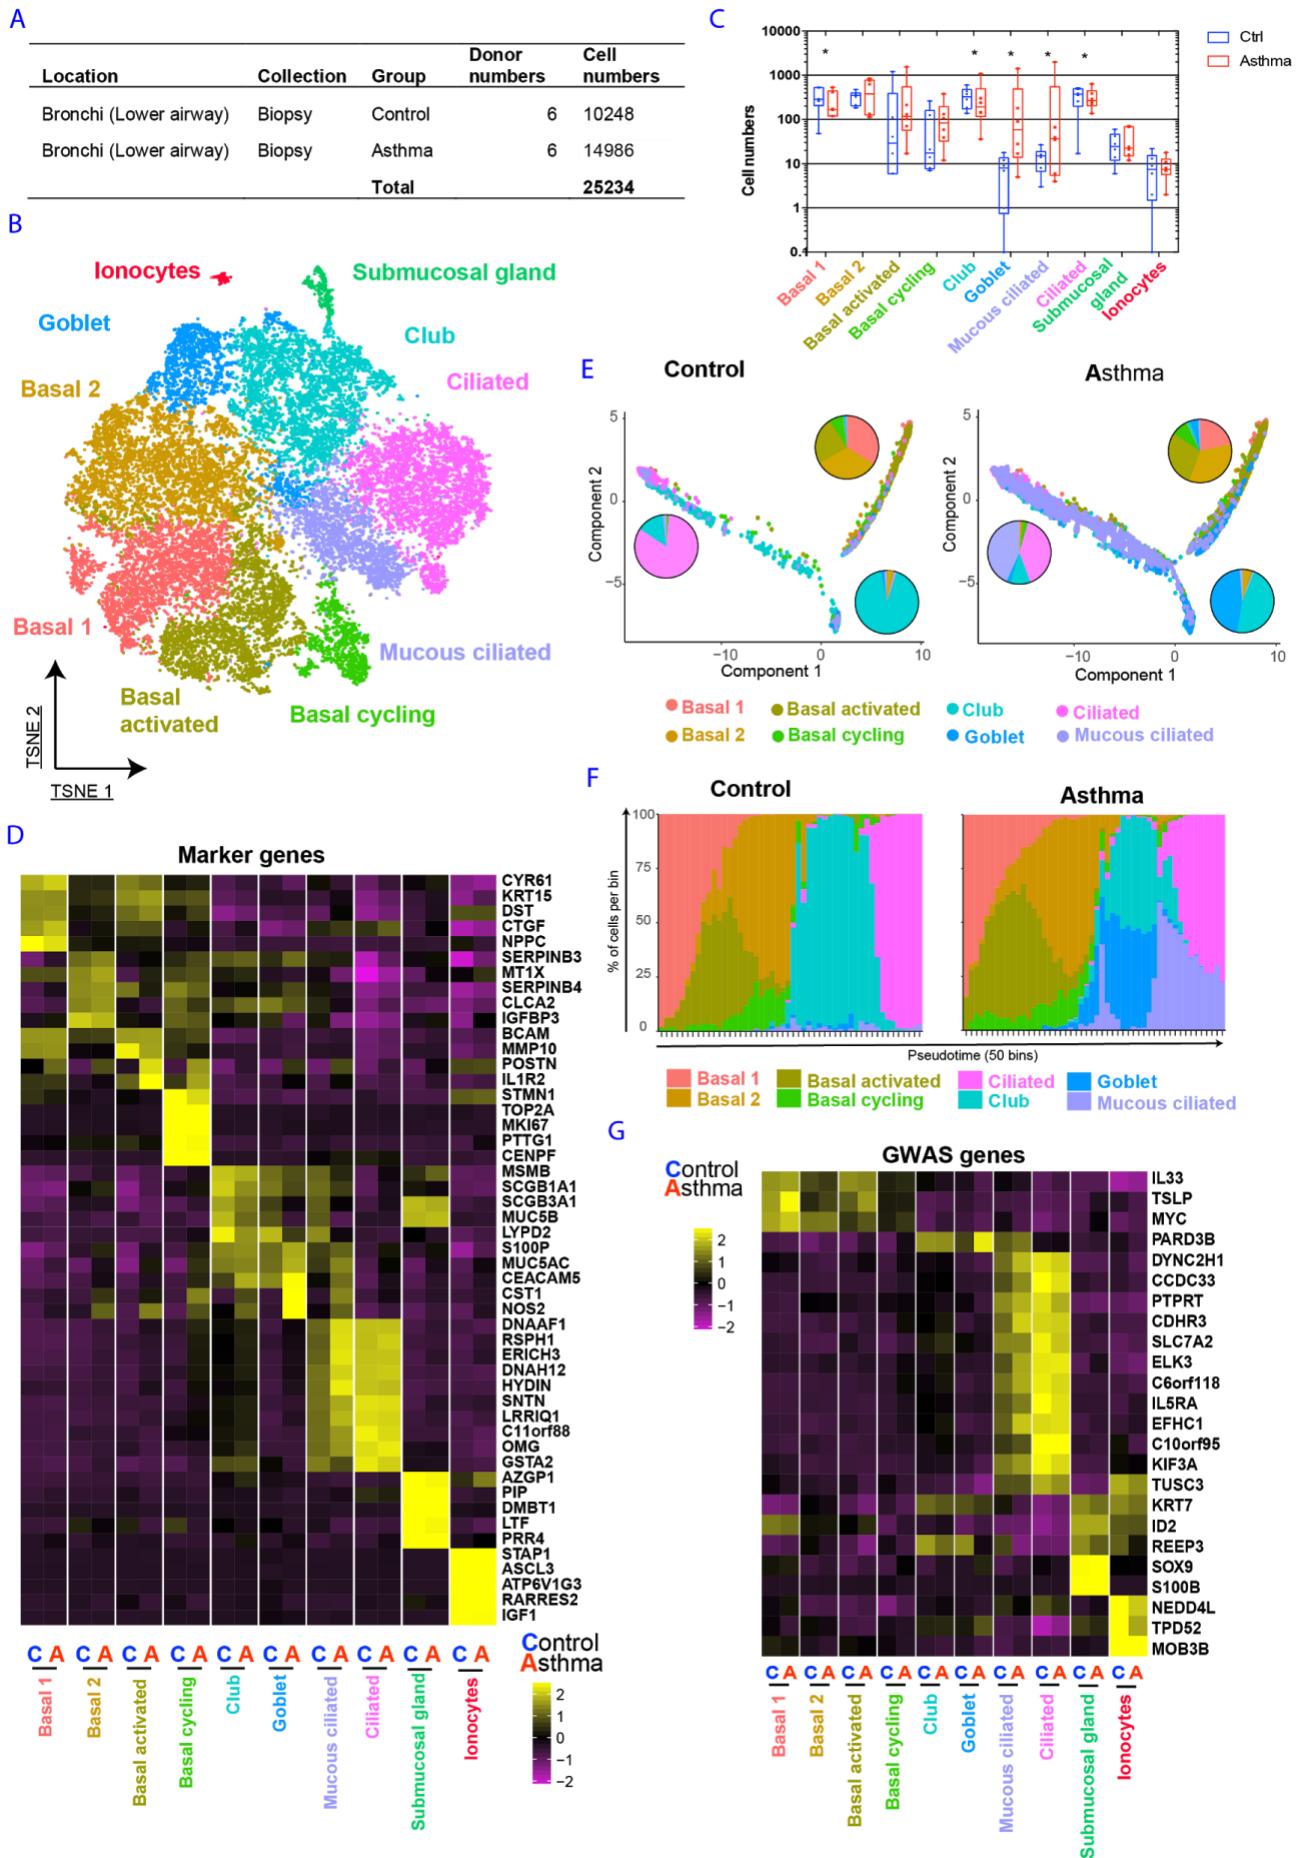 A
Location Collection Group Donor numbers Cell numbers
Bronchi (Lower airway) Biopsy Control 6 10248
Bronchi (Lower airway) Biopsy Asthma 6 14986
Total 25234
B
Ionocytes
Submucosal gland
Goblet
Club
Basal 2
Ciliated
Basal 1
Mucous ciliated
Basal
activated
Basal cycling
TSNE 2
TSNE 1
C
Cell numbers
10000
1000
100
10
1
0.1
* * * * *
Ctrl
Asthma
Basal 1
Basal 2
Basal activated
Basal cycling
Club
Goblet
Mucous ciliated
Ciliated
Submucosal
gland
Ionocytes
D
Marker genes
CYR61
KRT15
DST
CTGF
NPPC
SERPINB3
MT1X
SERPINB4
CLCA2
IGFBP3
BCAM
MMP10
POSTN
IL1R2
STMN1
TOP2A
MKI67
PTTG1
CENPF
MSMB
SCGB1A1
SCGB3A1
MUC5B
LYPD2
S100P
MUC5AC
CEACAM5
CST1
NOS2
DNAAF1
RSPH1
ERICH3
DNAH12
HYDIN
SNTN
LRRIQ1
C11orf88
OMG
GSTA2
AZGP1
PIP
DMBT1
LTF
PRR4
STAP1
ASCL3
ATP6V1G3
RARRES2
IGF1
C A C A C A C A C A C A C A C A C A C A
Basal 1
Basal 2
Basal activated
Basal cycling
Club
Goblet
Mucous ciliated
Ciliated
Submucosal gland
Ionocytes
Control
Asthma
2
1
0
−1
−2
E
Control
Asthma
Component 2
5
0
−5
−10 0 10
Component 1
Component 2
5
0
−5
−10 0 10
Component 1
Basal 1 Basal activated Club Ciliated
Basal 2 Basal cycling Goblet Mucous ciliated
F
Control
Asthma
% of cells per bin
100
75
50
25
0
Pseudotime (50 bins)
Basal 1 Basal activated Ciliated Goblet
Basal 2 Basal cycling Club Mucous ciliated
G
Control
Asthma
GWAS genes
2
1
0
−1
−2
IL33
TSLP
MYC
PARD3B
DYNC2H1
CCDC33
PTPRT
CDHR3
SLC7A2
ELK3
C6orf118
IL5RA
EFHC1
C10orf95
KIF3A
TUSC3
KRT7
ID2
REEP3
SOX9
S100B
NEDD4L
TPD52
MOB3B
C A C A C A C A C A C A C A C A C A C A
Basal 1
Basal 2
Basal activated
Basal cycling
Club
Goblet
Mucous ciliated
Ciliated
Submucosal gland
Ionocytes